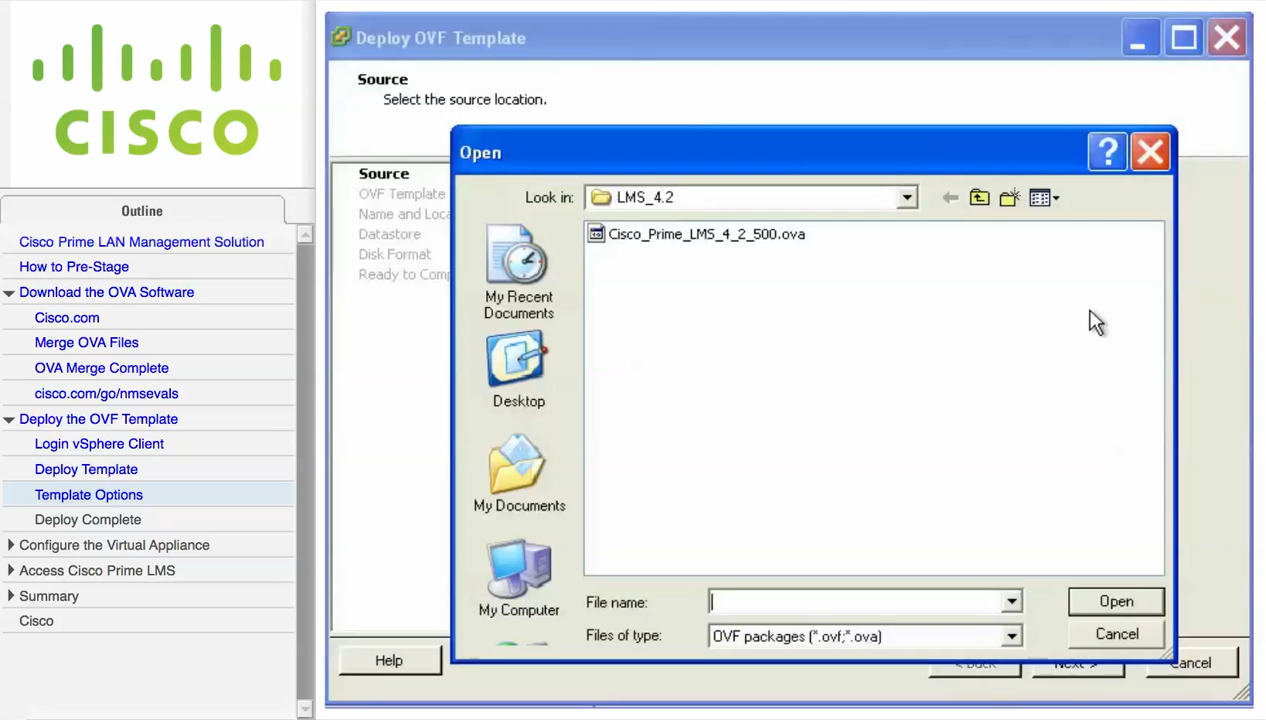 CISCO
Outline
Cisco Prime LAN Management Solution
How to Pre-Stage
Download the OVA Software
Cisco.com
Merge OVA Files
OVA Merge Complete
cisco.com/go/nmsevals
Deploy the OVF Template
Login vSphere Client
Deploy Template
Template Options
Deploy Complete
Configure the Virtual Appliance
Access Cisco Prime LMS
Summary
Cisco
Deploy OVF Template
Source
Select the source location.
Source
OVF Template
Name and Loca
Datastore
Disk Format
Ready to Comp
Open
Look in:
LMS_4.2
Cisco_Prime_LMS_4_2_500.ova
My Recent
Documents
Desktop
My Documents
My Computer
File name:
Open
Files of type:
OVF packages (*.ovf;*.ova)
Cancel
Help
< Back
Next >
Cancel